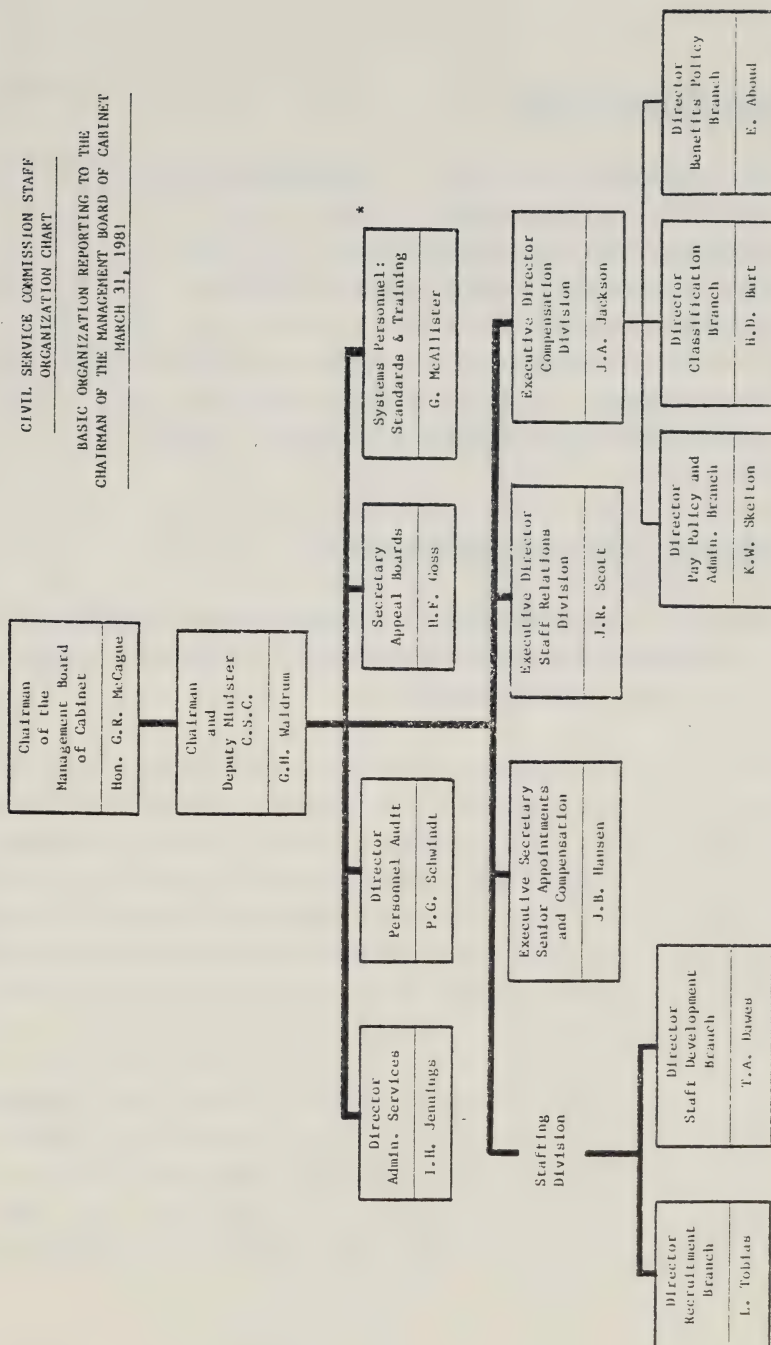 CIVIL SERVICE COMMISSION STAFF
ORGANIZATION CHART
BASIC ORGANIZATION REPORTING TO THE
CHAIRMAN OF THE MANAGEMENT BOARD OF CABINET
MARCH 31, 1981
Chairman
of the
Management Board
of Cabinet
Hon. G.R. McCague
Chairman
and
Deputy Minister
C.S.C.
G.H. Waldrum
Director
Admin. Services
I.H. Jennings
Director
Personnel Audit
P.G. Schwindt
Secretary
Appeal Boards
H.F. Goss
Systems Personnel:
Standards & Training
G. McAllister
*
Staffing
Division
Executive Secretary
Senior Appointments
and Compensation
J.B. Hansen
Executive Director
Staff Relations
Division
J.R. Scott
Executive Director
Compensation
Division
J.A. Jackson
Director
Recruitment
Branch
L. Tobias
Director
Staff Development
Branch
T.A. Dawes
Director
Pay Policy and
Admin. Branch
K.W. Skelton
Director
Classification
Branch
H.D. Burt
Director
Benefits Policy
Branch
E. Aboud